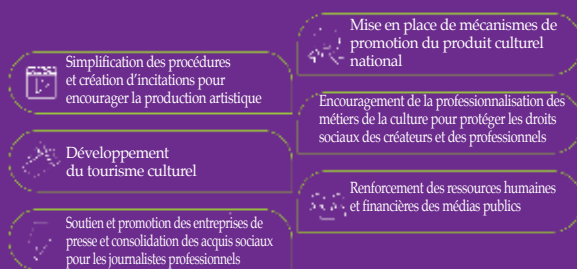 Simplification des procédures
et création d’incitations pour
encourager la production artistique
Développement
du tourisme culturel
Soutien et promotion des entreprises de
presse et consolidation des acquis sociaux
pour les journalistes professionnels
Mise en place de mécanismes de
promotion du produit culturel
national
Encouragement de la professionnalisation des
métiers de la culture pour protéger les droits
sociaux des créateurs et des professionnels
Renforcement des ressources humaines
et financières des médias publics